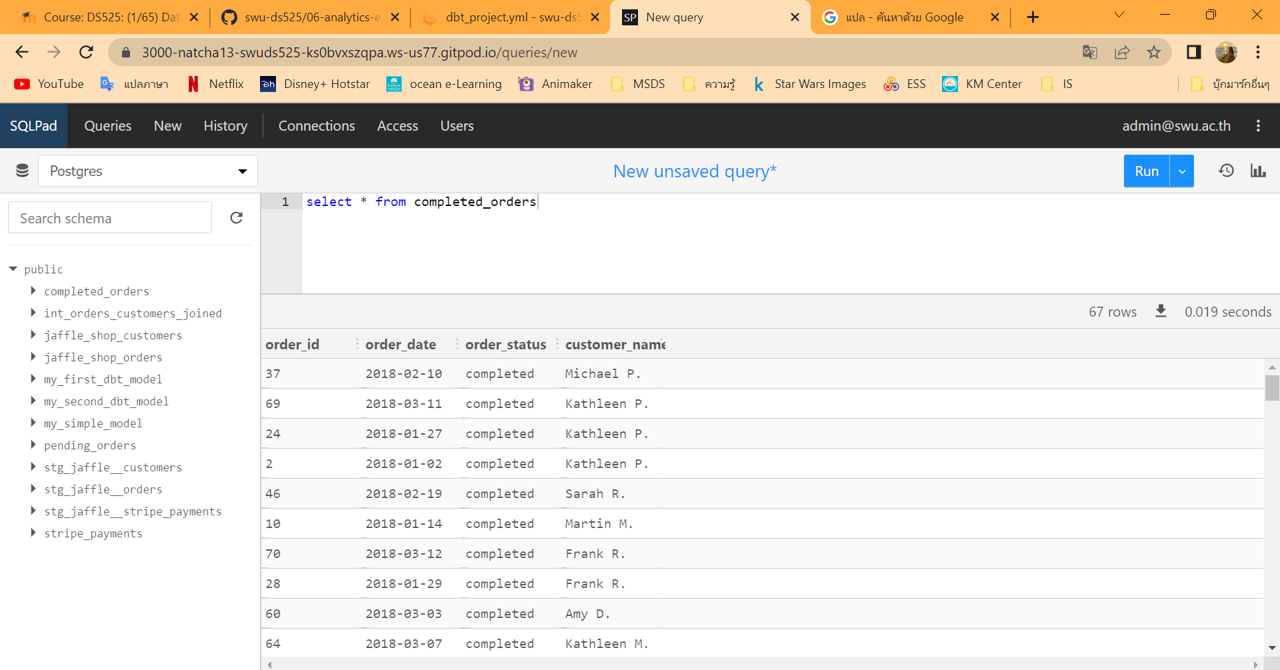 Course: DS525: (1/65) Dat
swu-ds525/06-analytics-e
dbt_project.yml - swu-ds5
SP New query
แปล - ค้นหาด้วย Google
3000-natcha13-swuds525-ks0bvxszqpa.ws-us77.gitpod.io/queries/new
YouTube แปลภาษา Netflix Disney+ Hotstar ocean e-Learning Animaker MSDS ความรู้ Star Wars Images ESS KM Center IS บุ๊กมาร์กอื่นๆ
SQLPad Queries New History Connections Access Users admin@swu.ac.th
Postgres New unsaved query* Run
Search schema
public
completed_orders
int_orders_customers_joined
jaffle_shop_customers
jaffle_shop_orders
my_first_dbt_model
my_second_dbt_model
my_simple_model
pending_orders
stg_jaffle__customers
stg_jaffle__orders
stg_jaffle__stripe_payments
stripe_payments
1 select * from completed_orders
67 rows 0.019 seconds
order_id order_date order_status customer_name
37 2018-02-10 completed Michael P.
69 2018-03-11 completed Kathleen P.
24 2018-01-27 completed Kathleen P.
2 2018-01-02 completed Kathleen P.
46 2018-02-19 completed Sarah R.
10 2018-01-14 completed Martin M.
70 2018-03-12 completed Frank R.
28 2018-01-29 completed Frank R.
60 2018-03-03 completed Amy D.
64 2018-03-07 completed Kathleen M.